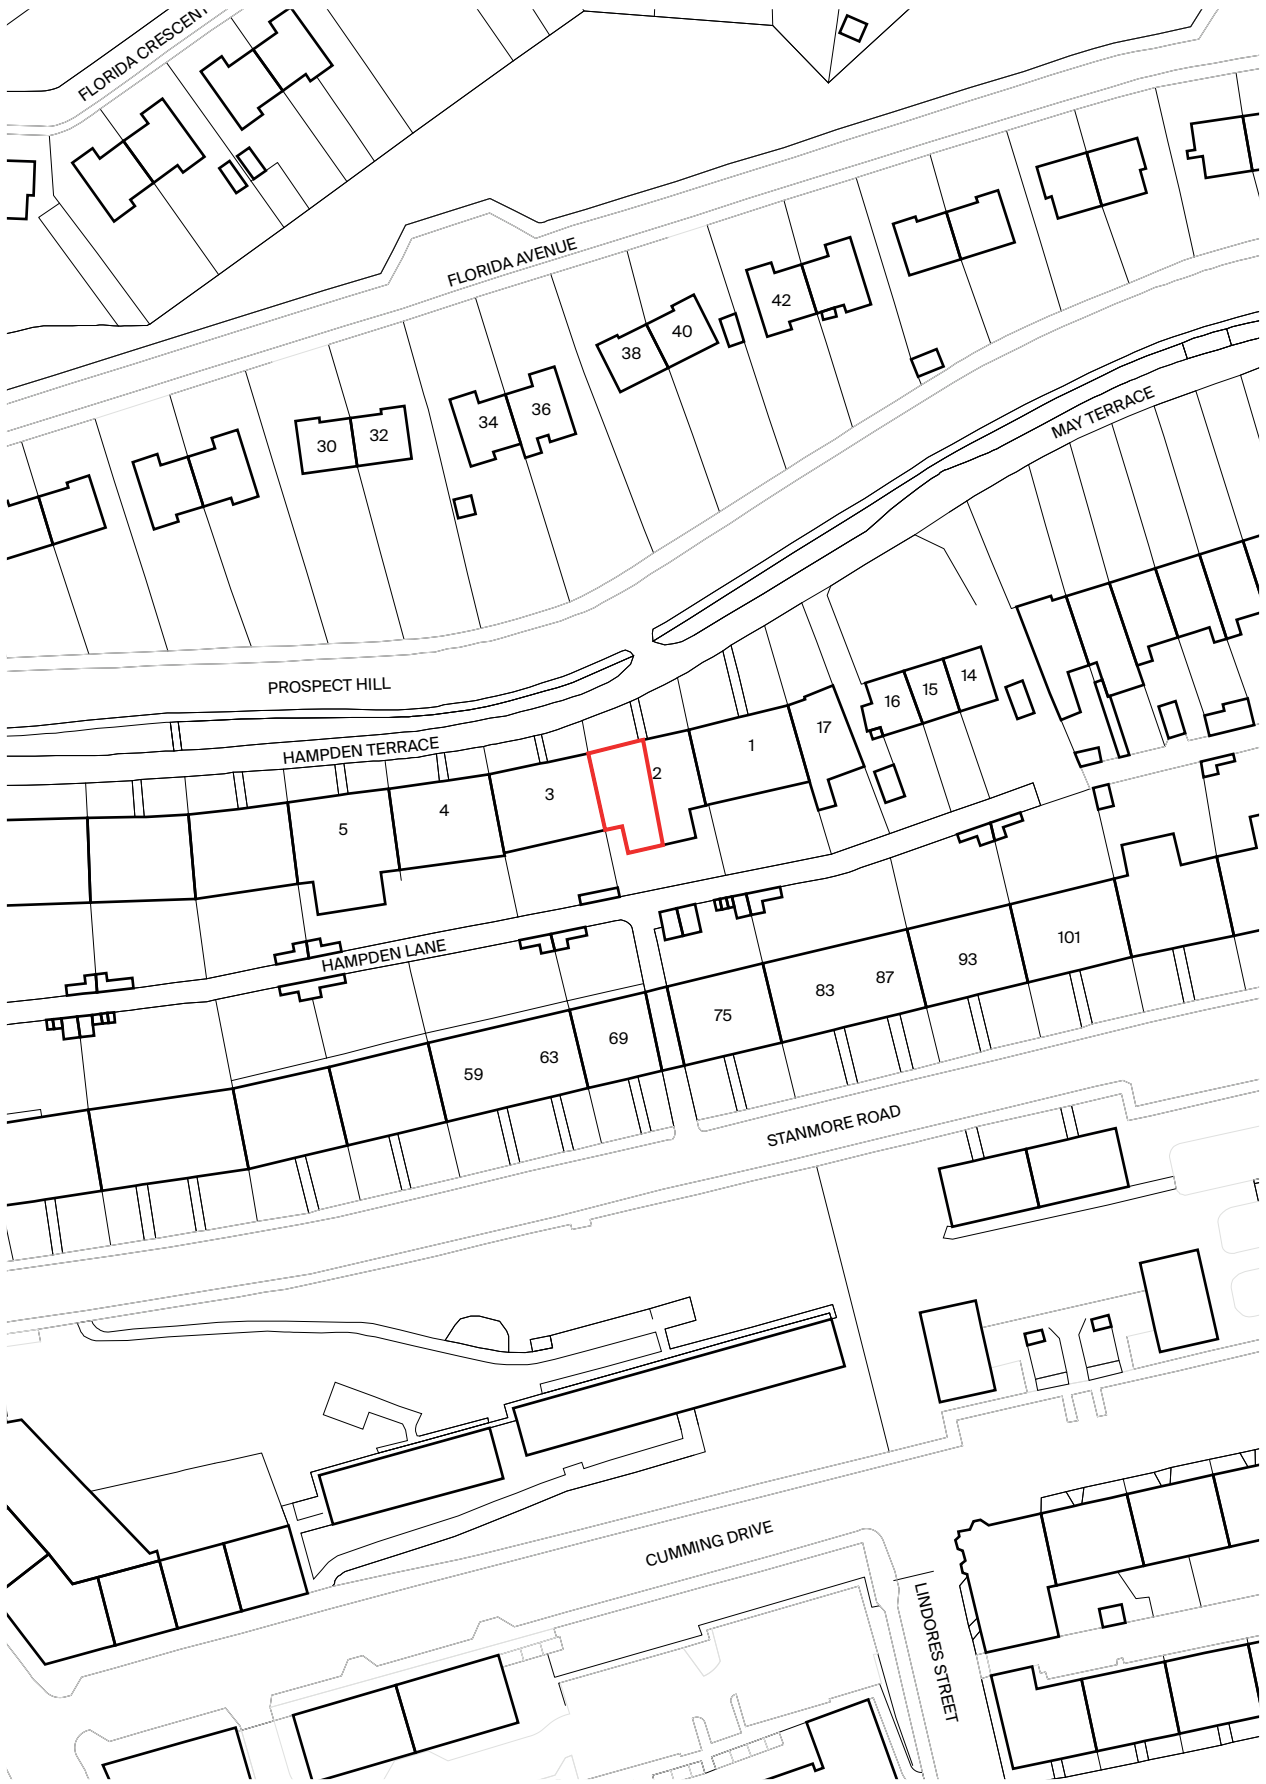 FLORIDA CRESCENT
FLORIDA AVENUE
42
40
38
36
34
32
30
MAY TERRACE
PROSPECT HILL
HAMPDEN TERRACE
14
15
16
17
1
2
3
4
5
HAMPDEN LANE
101
93
87
83
75
69
63
59
STANMORE ROAD
CUMMING DRIVE
LINDORES STREET